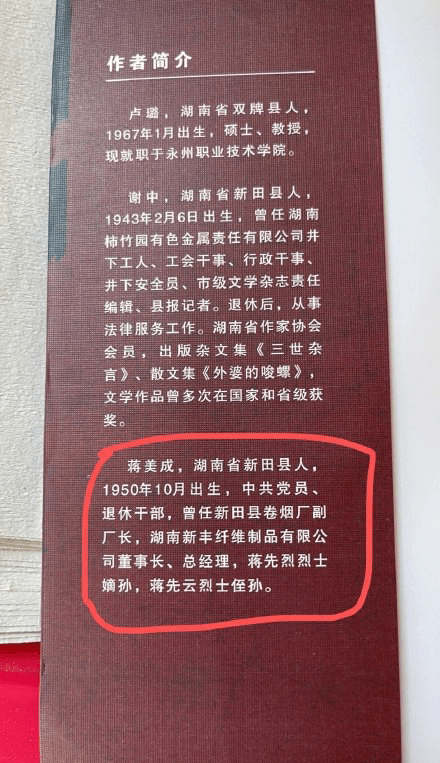 作者简介
卢璐，湖南省双牌县人，
1967年1月出生，硕士、教授，
现就职于永州职业技术学院。
谢中，湖南省新田县人，
1943年2月6日出生，曾任湖南
柿竹园有色金属责任有限公司井
下工人、工会干事、行政干事、
井下安全员、市级文学杂志责任
编辑、县报记者。退休后，从事
法律服务工作。湖南省作家协会
会员，出版杂文集《三世杂
言》、散文集《外婆的唆螺》，
文学作品曾多次在国家和省级获
奖。
蒋美成，湖南省新田县人，
1950年10月出生，中共党员、
退休干部，曾任新田县卷烟厂副
厂长，湖南新丰纤维制品有限公
司董事长、总经理，蒋先烈烈士
嫡孙，蒋先云烈士侄孙。